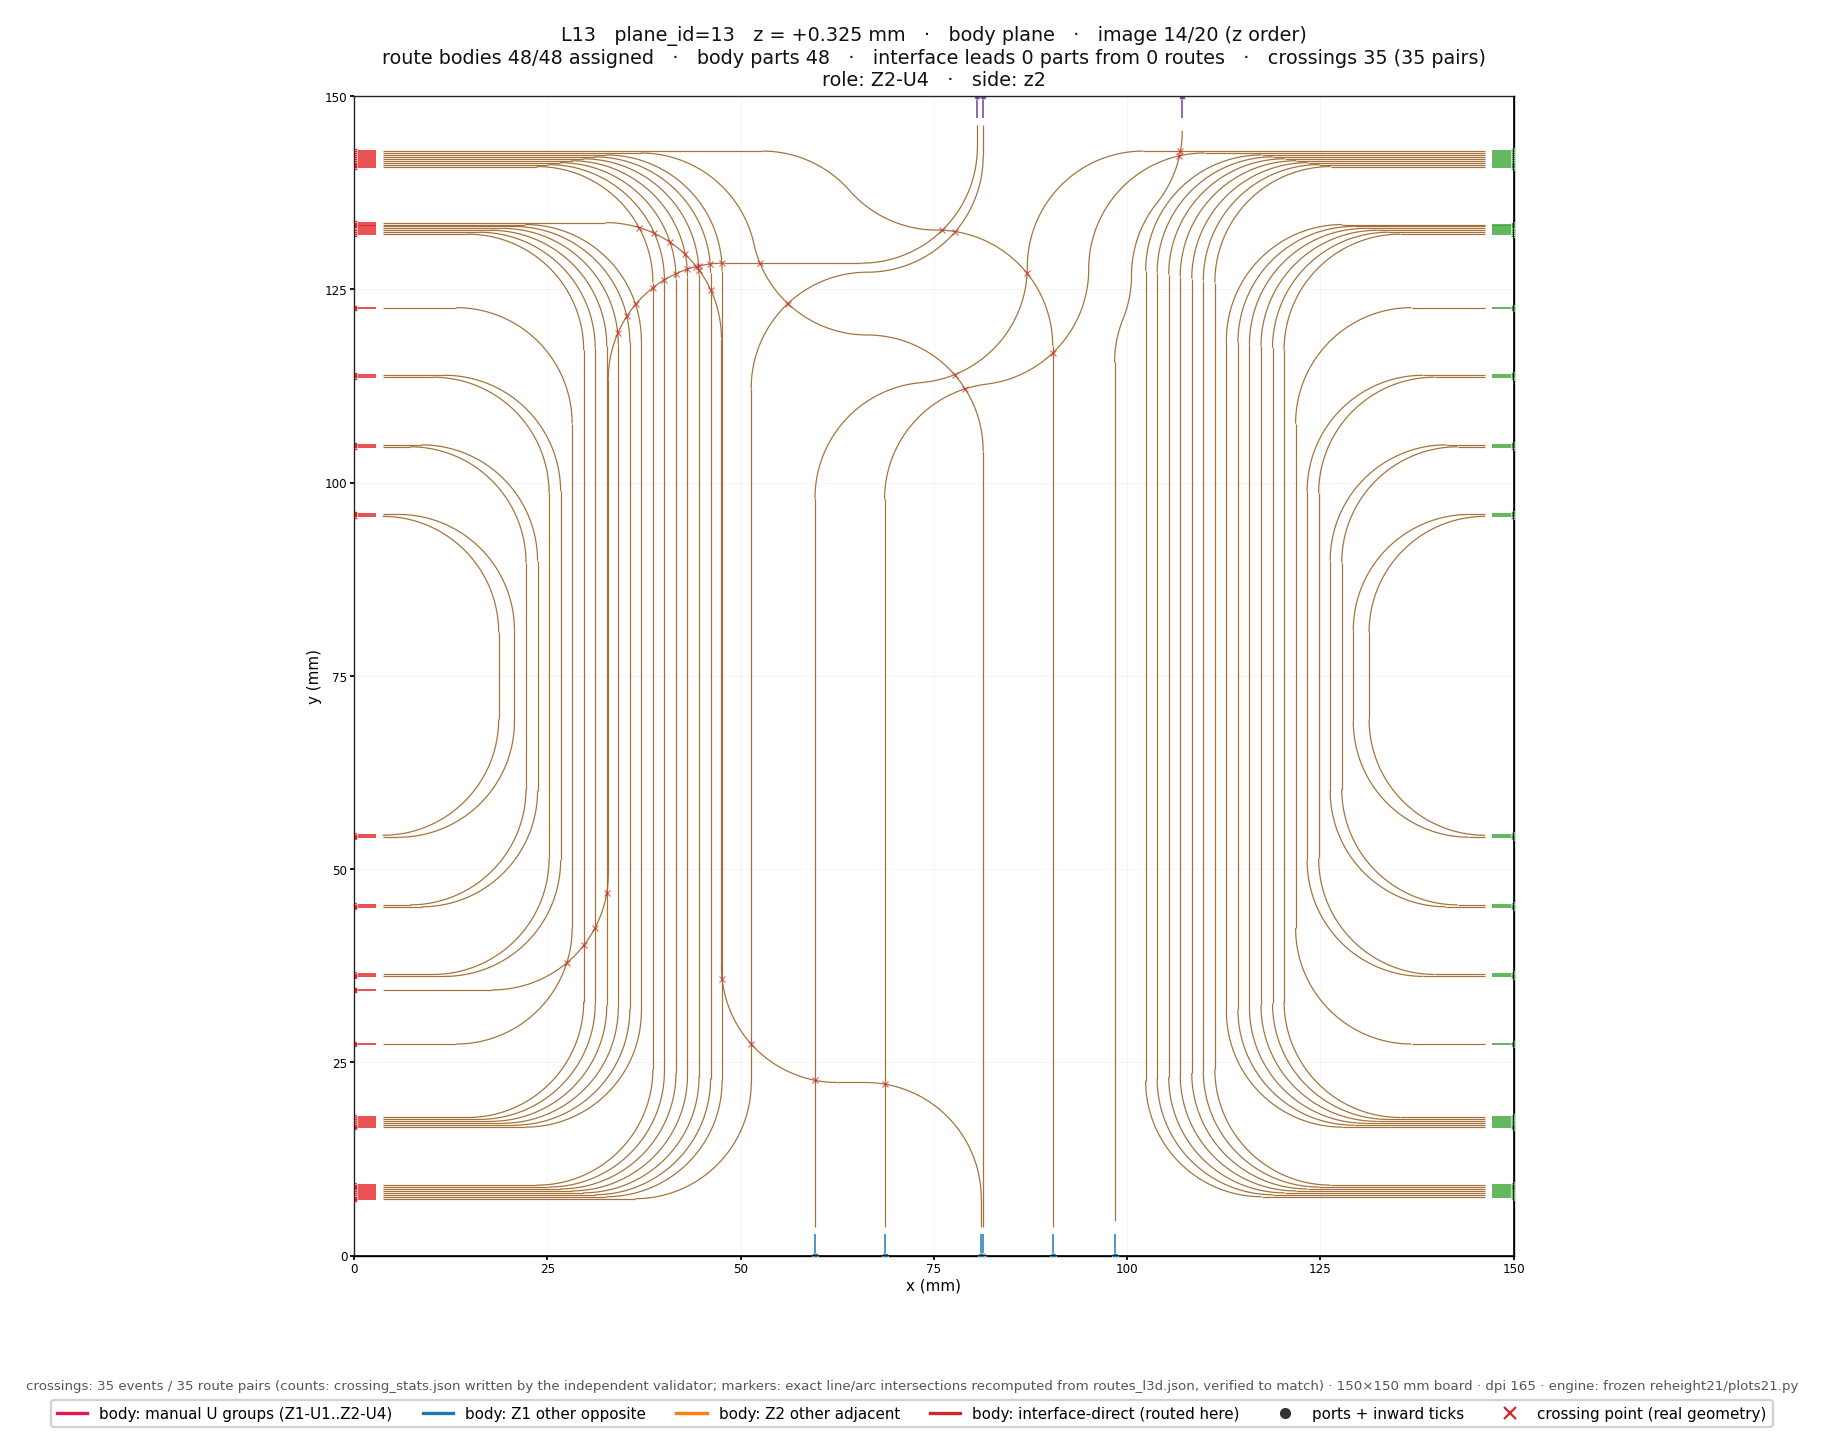 L13   plane_id=13   z = +0.325 mm   ·   body plane   ·   image 14/20 (z order)
route bodies 48/48 assigned   ·   body parts 48   ·   interface leads 0 parts from 0 routes   ·   crossings 35 (35 pairs)
role: Z2-U4   ·   side: z2
150
125
100
75
50
25
0
y (mm)
0 25 50 75 100 125 150
x (mm)
crossings: 35 events / 35 route pairs (counts: crossing_stats.json written by the independent validator; markers: exact line/arc intersections recomputed from routes_l3d.json, verified to match) · 150×150 mm board · dpi 165 · engine: frozen reheight21/plots21.py
body: manual U groups (Z1-U1..Z2-U4) body: Z1 other opposite body: Z2 other adjacent body: interface-direct (routed here) ports + inward ticks crossing point (real geometry)